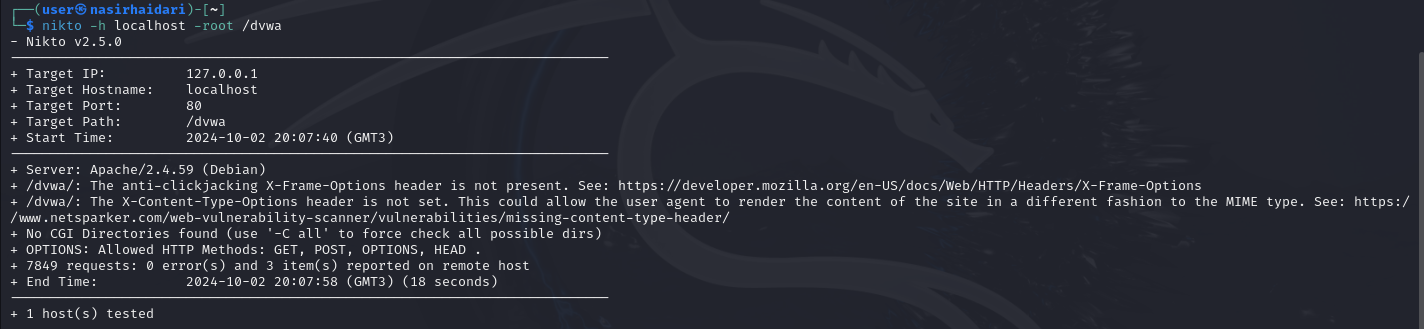 ┌──(user㉿nasirhaidari)-[~]
└─$ nikto -h localhost -root /dvwa
- Nikto v2.5.0
---------------------------------------------------------------------------
+ Target IP:          127.0.0.1
+ Target Hostname:    localhost
+ Target Port:        80
+ Target Path:        /dvwa
+ Start Time:         2024-10-02 20:07:40 (GMT3)
---------------------------------------------------------------------------
+ Server: Apache/2.4.59 (Debian)
+ /dvwa/: The anti-clickjacking X-Frame-Options header is not present. See: https://developer.mozilla.org/en-US/docs/Web/HTTP/Headers/X-Frame-Options
+ /dvwa/: The X-Content-Type-Options header is not set. This could allow the user agent to render the content of the site in a different fashion to the MIME type. See: https:/
/www.netsparker.com/web-vulnerability-scanner/vulnerabilities/missing-content-type-header/
+ No CGI Directories found (use '-C all' to force check all possible dirs)
+ OPTIONS: Allowed HTTP Methods: GET, POST, OPTIONS, HEAD .
+ 7849 requests: 0 error(s) and 3 item(s) reported on remote host
+ End Time:           2024-10-02 20:07:58 (GMT3) (18 seconds)
---------------------------------------------------------------------------
+ 1 host(s) tested